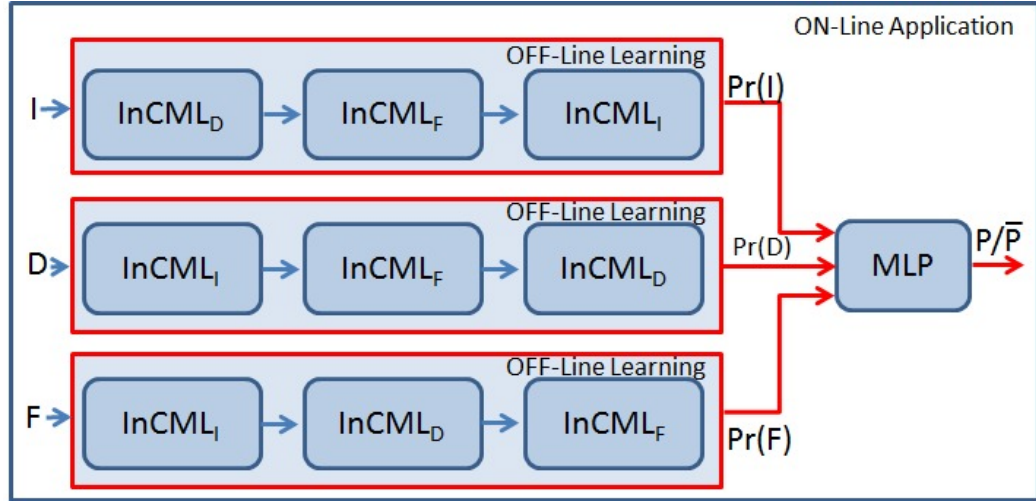 ON-Line Application
OFF-Line Learning
I
InCML_D
InCML_F
InCML_I
Pr(I)
OFF-Line Learning
D
InCML_I
InCML_F
InCML_D
Pr(D)
MLP
P/P̅
OFF-Line Learning
F
InCML_I
InCML_D
InCML_F
Pr(F)